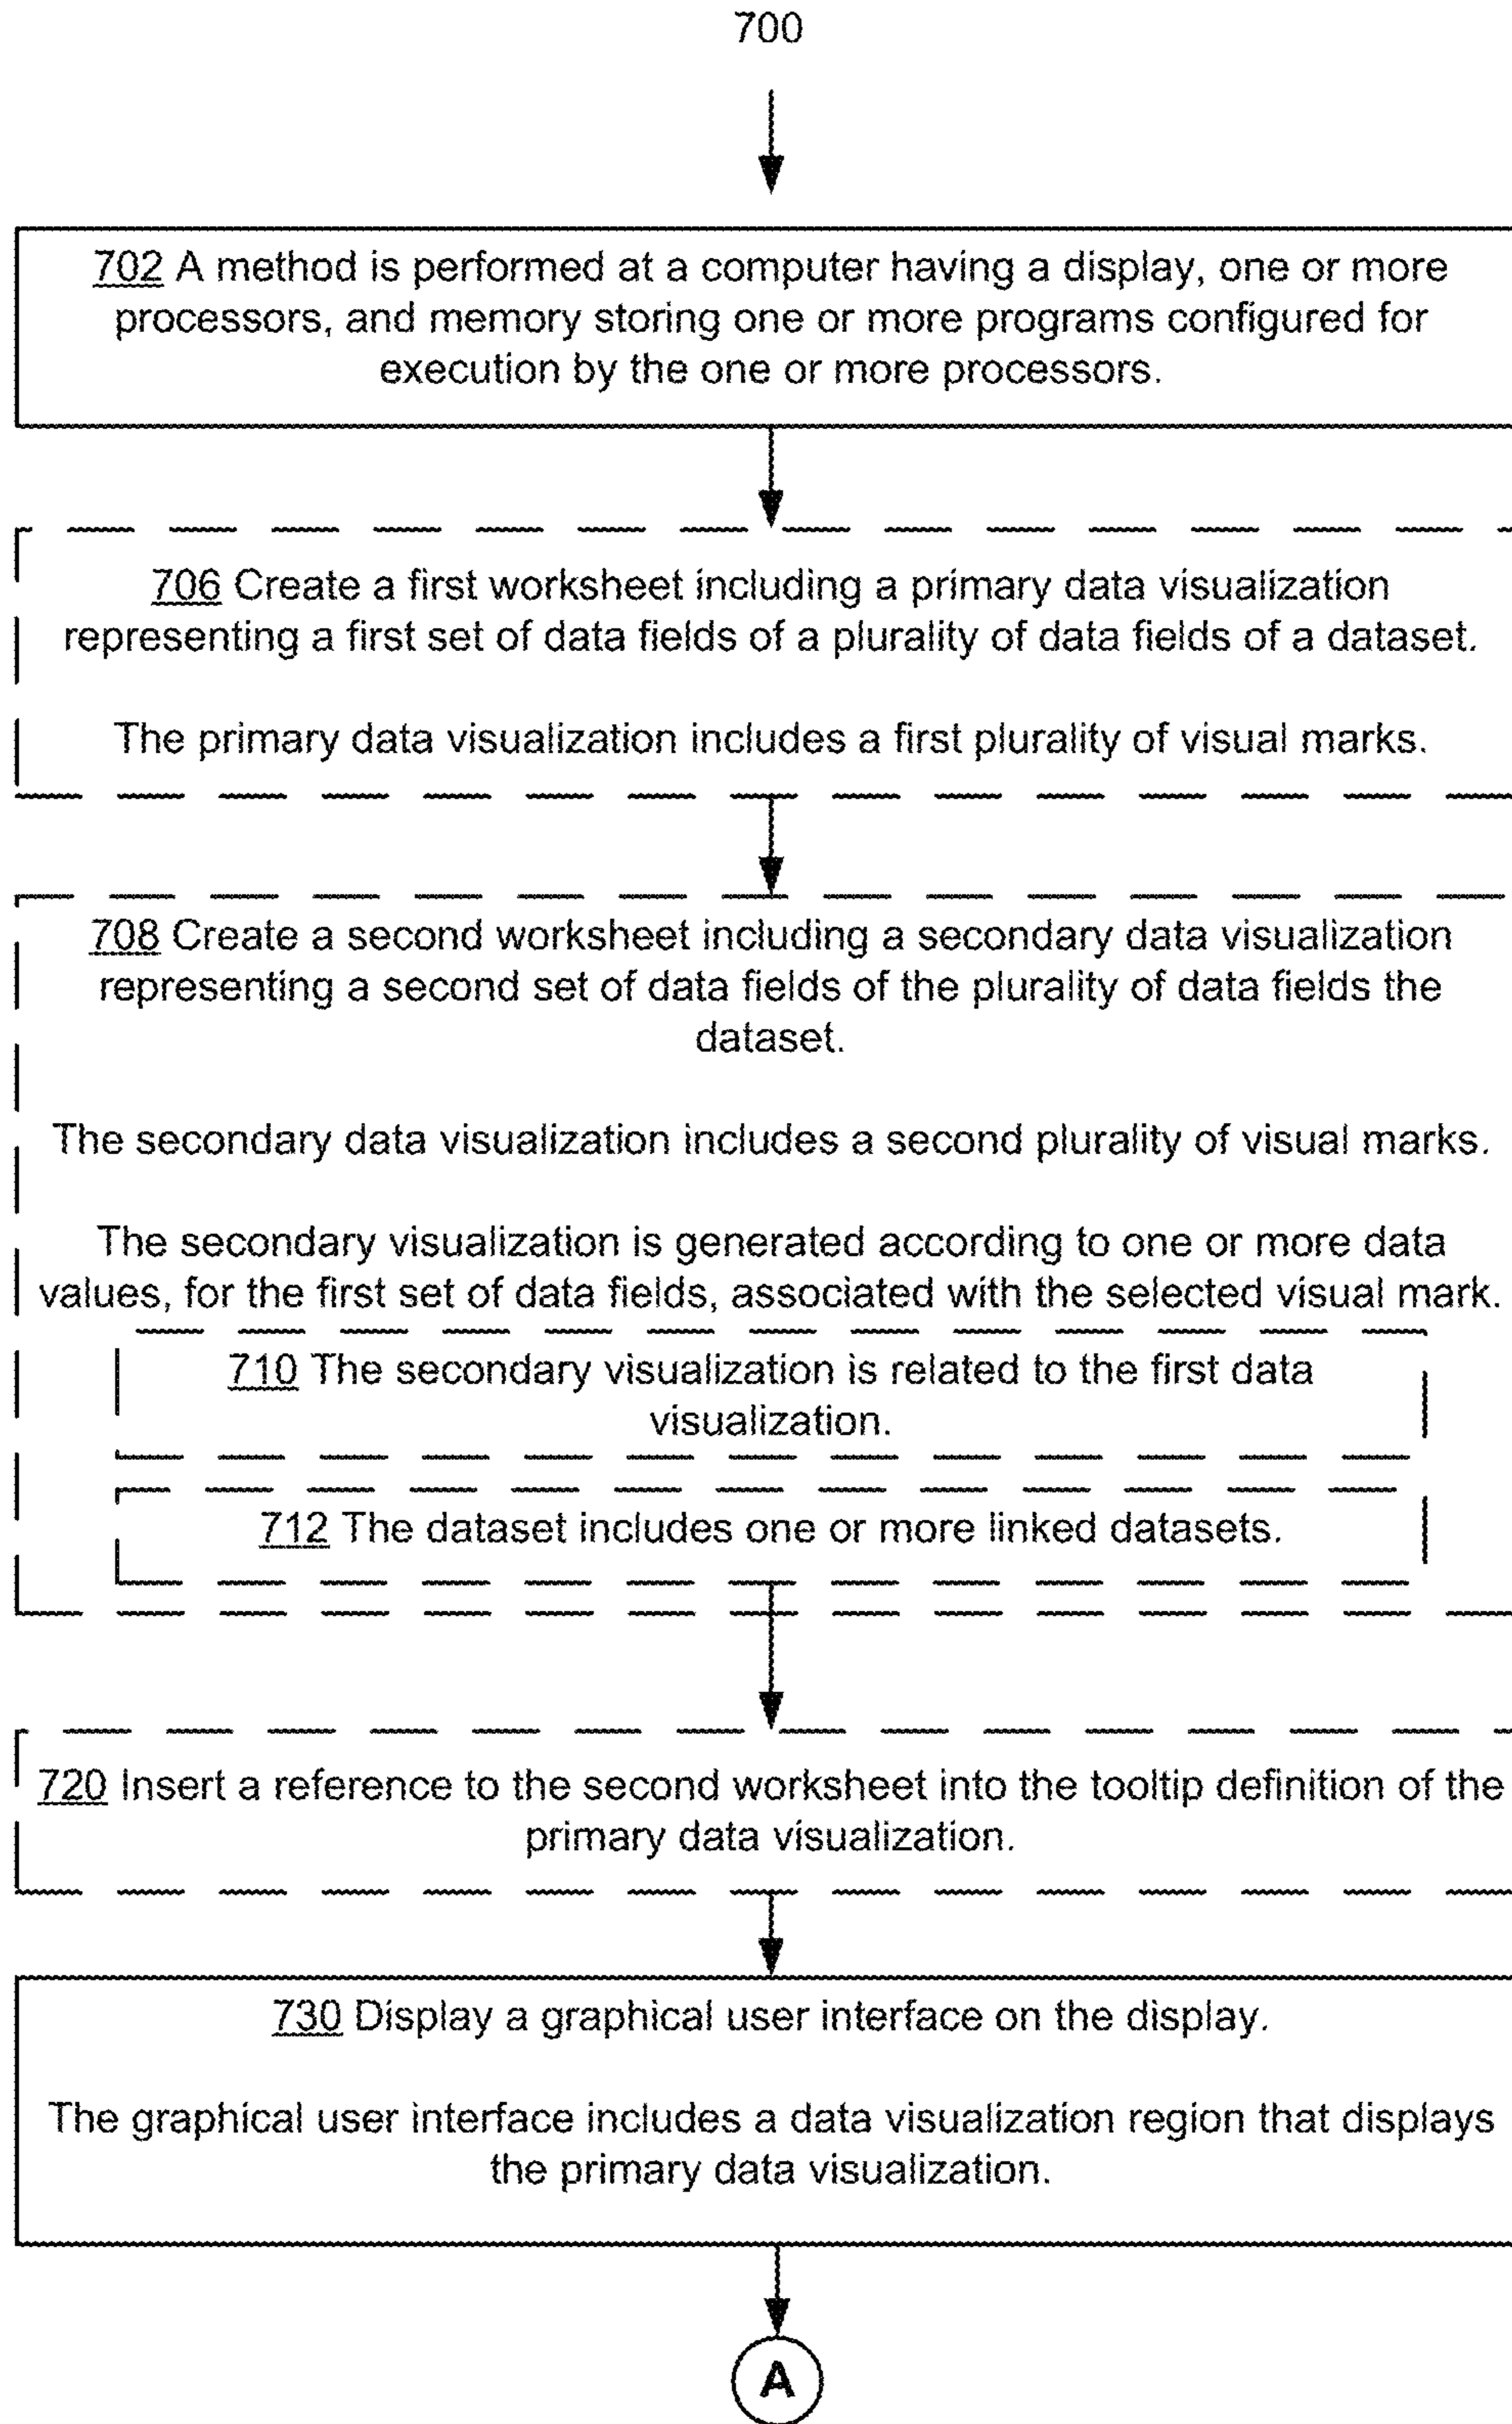 700
702 A method is performed at a computer having a display, one or more
processors, and memory storing one or more programs configured for
execution by the one or more processors.
706 Create a first worksheet including a primary data visualization
representing a first set of data fields of a plurality of data fields of a dataset.
The primary data visualization includes a first plurality of visual marks.
708 Create a second worksheet including a secondary data visualization
representing a second set of data fields of the plurality of data fields the
dataset.
The secondary data visualization includes a second plurality of visual marks.
The secondary visualization is generated according to one or more data
values, for the first set of data fields, associated with the selected visual mark.
710 The secondary visualization is related to the first data
visualization.
712 The dataset includes one or more linked datasets.
720 Insert a reference to the second worksheet into the tooltip definition of the
primary data visualization.
730 Display a graphical user interface on the display.
The graphical user interface includes a data visualization region that displays
the primary data visualization.
A